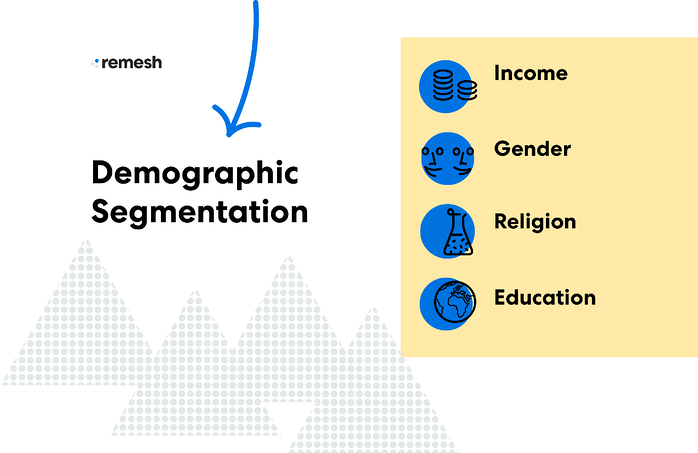 remesh
Demographic
Segmentation
Income
Gender
Religion
Education